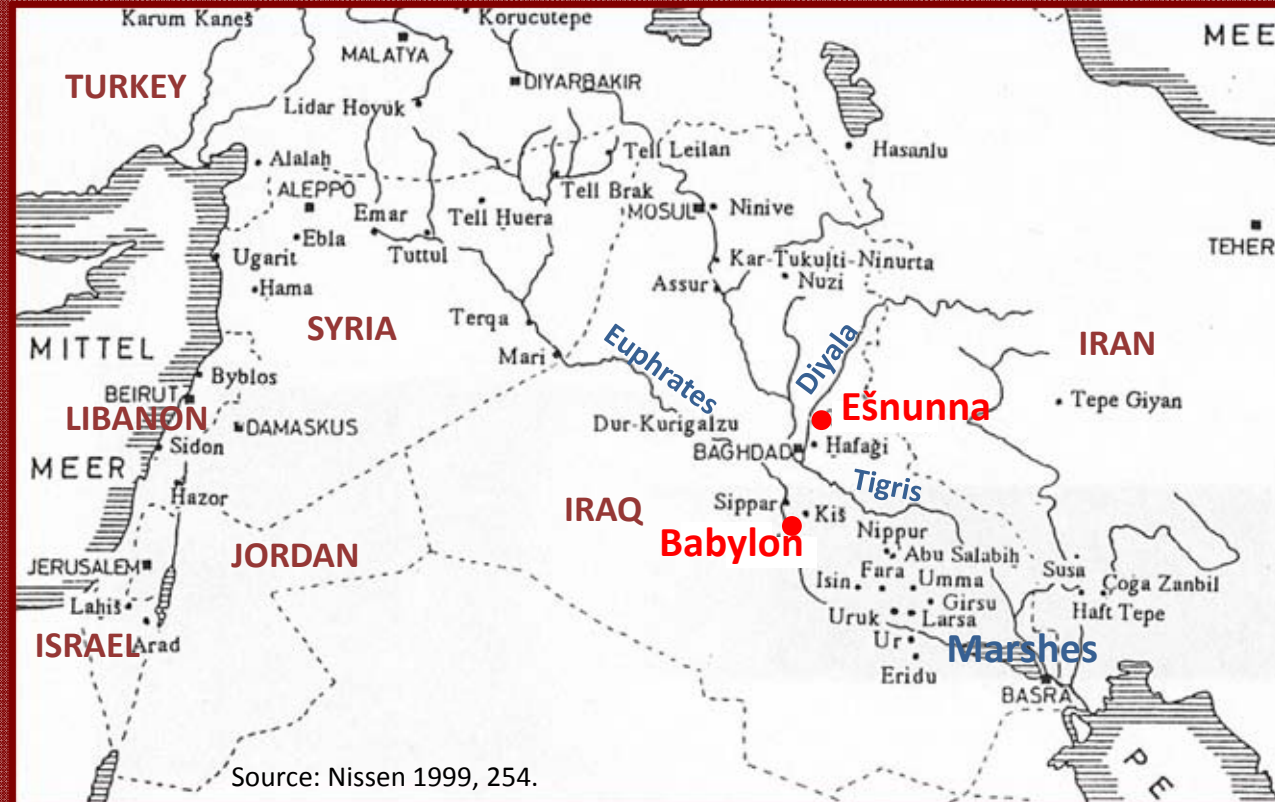 Karum Kaneš
Korucutepe
MEE
MALATYA
TURKEY
DIYARBAKIR
Lidar Hoyuk
Hasanlu
Tell Leilan
Alalah
ALEPPO
Tell Brak
Emar
Tell Huera
MOSUL
Ninive
Ebla
TEHER
Ugarit
Tuttul
Kar-Tukulti-Ninurta
Nuzi
Hama
Assur
SYRIA
Terqa
MITTEL
Mari
Euphrates
Diyala
IRAN
Byblos
BEIRUT
Ešnunna
Tepe Giyan
LIBANON
DAMASKUS
Dur-Kurigalzu
Sidon
BAGHDAD
Hafaği
MEER
Hazor
Tigris
IRAQ
Sippar
Kiš
Babylon
Nippur
JORDAN
Abu Salabiḫ
JERUSALEM
Fara
Umma
Susa
Isin
Çoğa Zanbil
Girsu
Lahiš
Uruk
Larsa
Haft Tepe
ISRAEL
Arad
Ur
Marshes
Eridu
BASRA
P E
Source: Nissen 1999, 254.